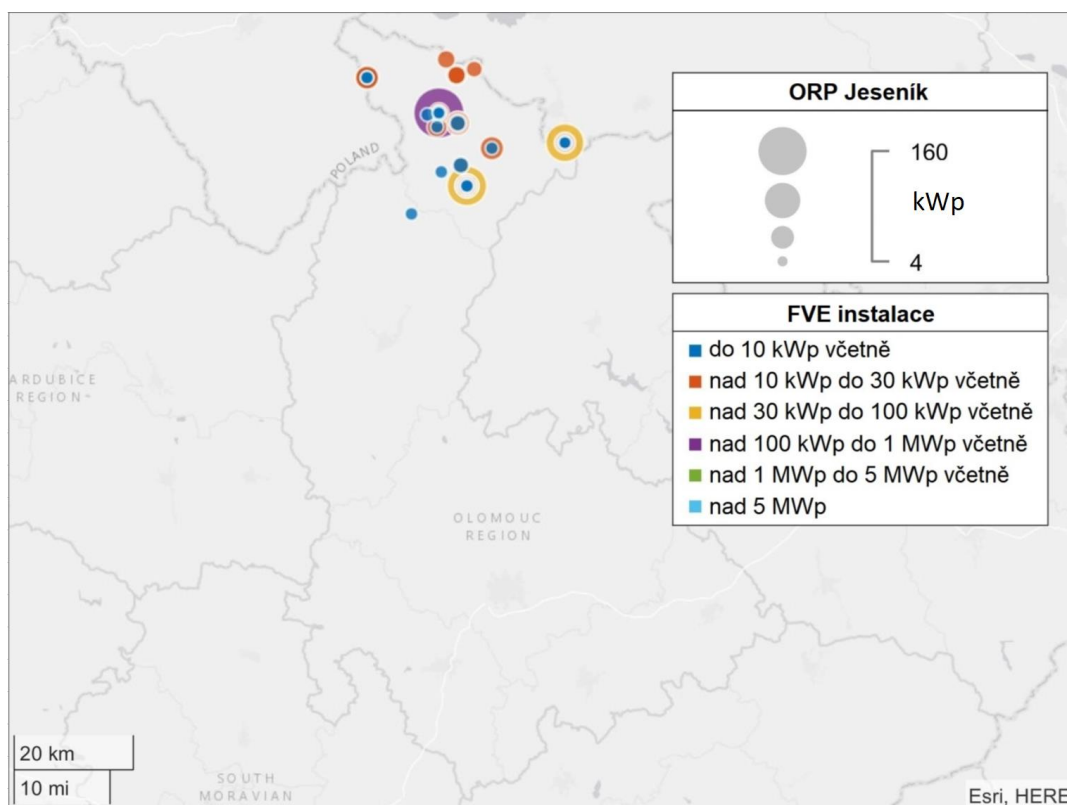 ORP Jeseník
160
kWp
4
FVE instalace
do 10 kWp včetně
nad 10 kWp do 30 kWp včetně
nad 30 kWp do 100 kWp včetně
nad 100 kWp do 1 MWp včetně
nad 1 MWp do 5 MWp včetně
nad 5 MWp
POLAND
ARDUBICE
REGION
OLOMOUC
REGION
SOUTH
MORAVIAN
20 km
10 mi
Esri, HERE